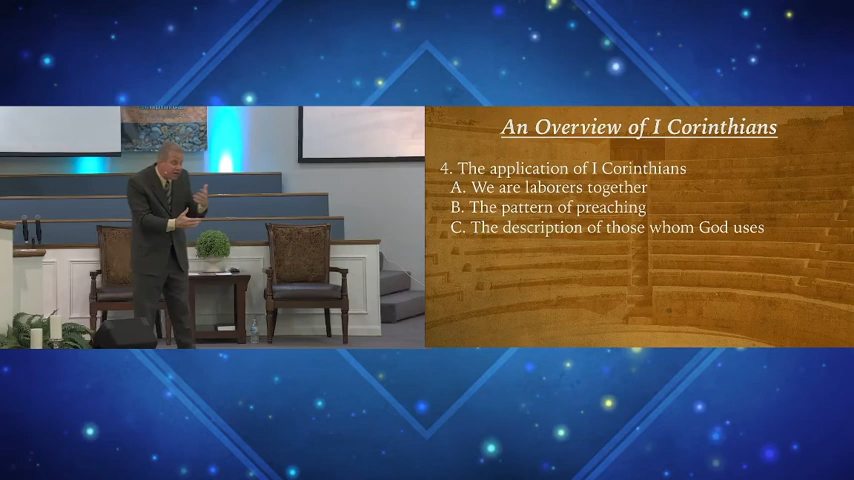 An Overview of I Corinthians
4. The application of I Corinthians
A. We are laborers together
B. The pattern of preaching
C. The description of those whom God uses